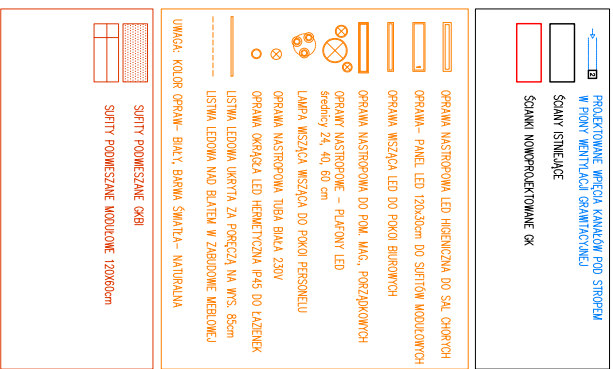 2
PROJEKTOWANE WPIĘCIA KANAŁÓW POD STROPEM
W PIONY WENTYLACJI GRAWITACYJNEJ
ŚCIANY ISTNIEJĄCE
ŚCIANKI NOWOPROJEKTOWANE GK
OPRAWA NASTROPOWA LED HIGIENICZNA DO SAL CHORYCH
1
OPRAWA- PANEL LED 120x30cm DO SUFITÓW MODUŁOWYCH
OPRAWA WISZĄCA LED DO POKOI BIUROWYCH
OPRAWA NASTROPOWA DO POM. MAG., PORZĄDKOWYCH
OPRAWY NASTROPOWE - PLAFONY LED
średnicy 24, 40, 60 cm
LAMPA WISZĄCA WISZĄCA DO POKOI PERSONELU
OPRAWA NASTROPOWA TUBA BIAŁA 230V
OPRAWA OKRĄGŁA LED HERMETYCZNA IP45 DO ŁAZIENEK
LISTWA LEDOWA UKRYTA ZA PORĘCZĄ NA WYS. 85cm
LISTWA LEDOWA NAD BLATEM W ZABUDOWIE MEBLOWEJ
UWAGA: KOLOR OPRAW- BIAŁY, BARWA ŚWIATŁA- NATURALNA
SUFITY PODWIESZANE GKBI
SUFITY PODWIESZANE MODUŁOWE 120X60cm